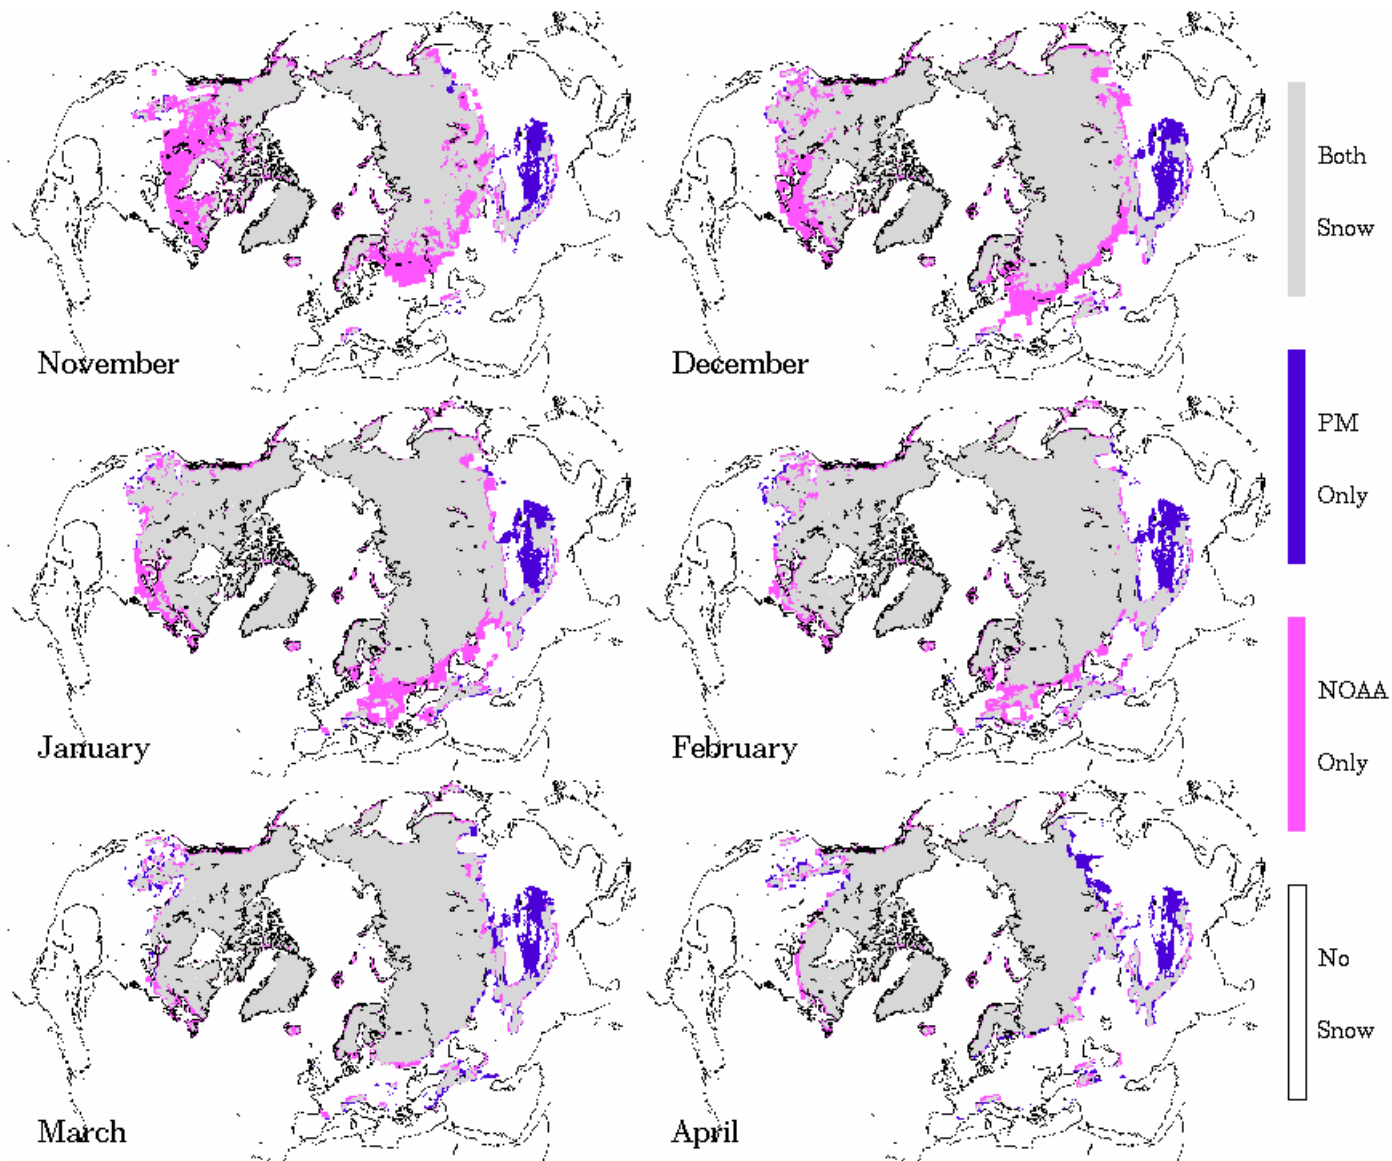 November
December
January
February
March
April
Both
Snow
PM
Only
NOAA
Only
No
Snow